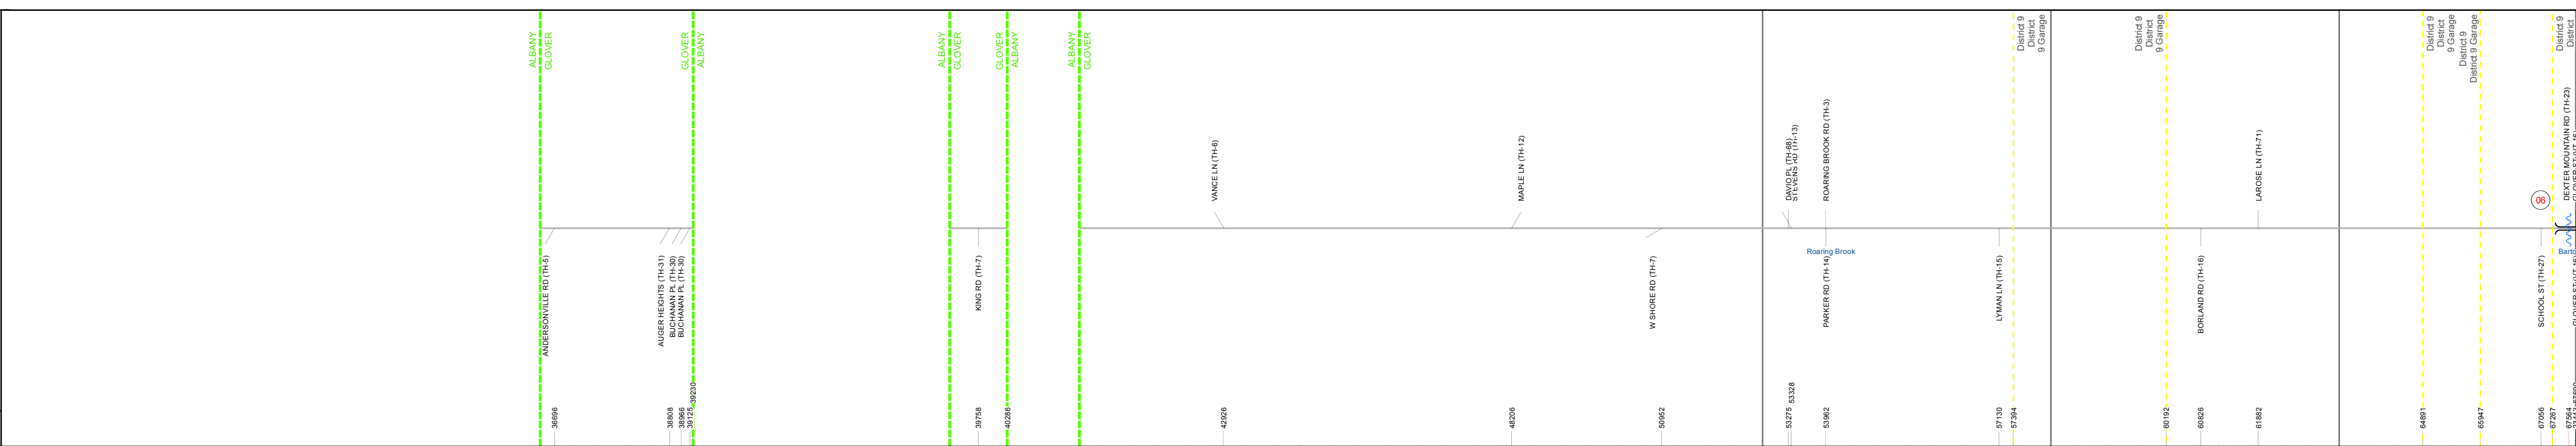 ALBANY
GLOVER
GLOVER
ALBANY
ALBANY
GLOVER
GLOVER
ALBANY
ALBANY
GLOVER
District 9
District
9 Garage
District 9
District
9 Garage
District 9
District
9 Garage
District 9
District 9 Garage
District 9
District
VANCE LN (TH-6)
MAPLE LN (TH-12)
DAVID PL (TH-68)
STEVENS RD (TH-13)
ROARING BROOK RD (TH-3)
LAROSE LN (TH-71)
06
DEXTER MOUNTAIN RD (TH-23)
Roaring Brook
Barto
ANDERSONVILLE RD (TH-5)
AUGER HEIGHTS (TH-31)
BUCHANAN PL (TH-30)
BUCHANAN PL (TH-30)
KING RD (TH-7)
W SHORE RD (TH-7)
PARKER RD (TH-14)
LYMAN LN (TH-15)
BORLAND RD (TH-16)
SCHOOL ST (TH-27)
36696
38808
38966
39125
39230
39758
40286
42926
48206
50952
53275
53328
53962
57130
57394
60192
60826
61882
64891
65947
67056
67267
67564